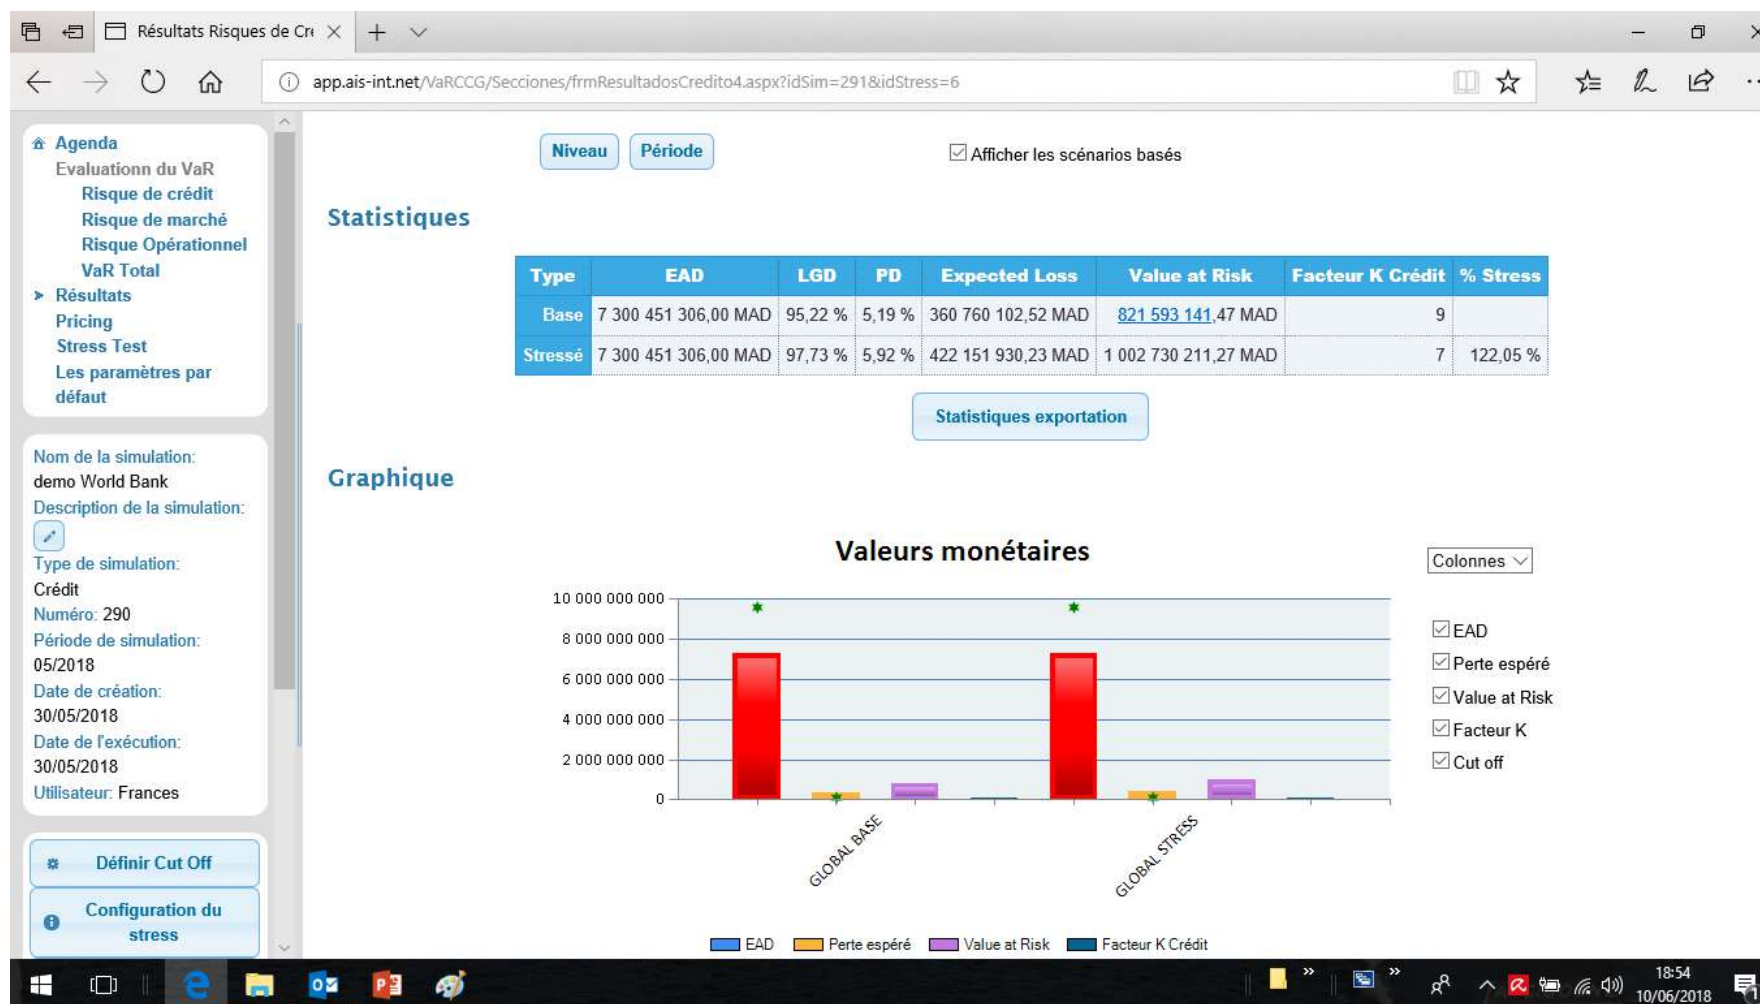 Résultats Risques de Cr
app.ais-int.net/VaRCCG/Secciones/frmResultadosCredito4.aspx?idSim=291&idStress=6
Agenda
Evaluationn du VaR
Risque de crédit
Risque de marché
Risque Opérationnel
VaR Total
Résultats
Pricing
Stress Test
Les paramètres par
défaut
Nom de la simulation:
demo World Bank
Description de la simulation:
Type de simulation:
Crédit
Numéro: 290
Période de simulation:
05/2018
Date de création:
30/05/2018
Date de l'exécution:
30/05/2018
Utilisateur: Frances
Définir Cut Off
Configuration du
stress
Niveau Période Afficher les scénarios basés
Statistiques
Type EAD LGD PD Expected Loss Value at Risk Facteur K Crédit % Stress
Base 7 300 451 306,00 MAD 95,22 % 5,19 % 360 760 102,52 MAD 821 593 141,47 MAD 9
Stressé 7 300 451 306,00 MAD 97,73 % 5,92 % 422 151 930,23 MAD 1 002 730 211,27 MAD 7 122,05 %
Statistiques exportation
Graphique
Valeurs monétaires
Colonnes
10 000 000 000
8 000 000 000
6 000 000 000
4 000 000 000
2 000 000 000
0
GLOBAL BASE
GLOBAL STRESS
EAD
Perte espéré
Value at Risk
Facteur K
Cut off
EAD Perte espéré Value at Risk Facteur K Crédit
18:54
10/06/2018